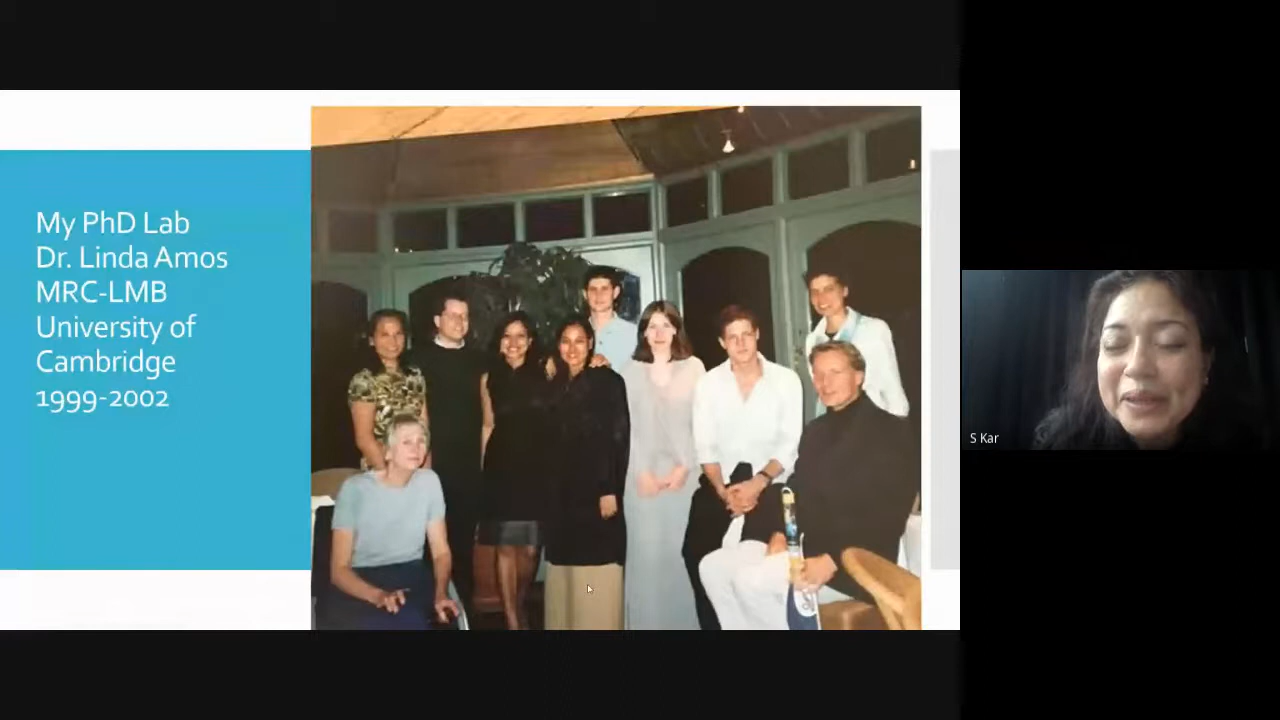 My PhD Lab
Dr. Linda Amos
MRC-LMB
University of
Cambridge
1999-2002
S Kar